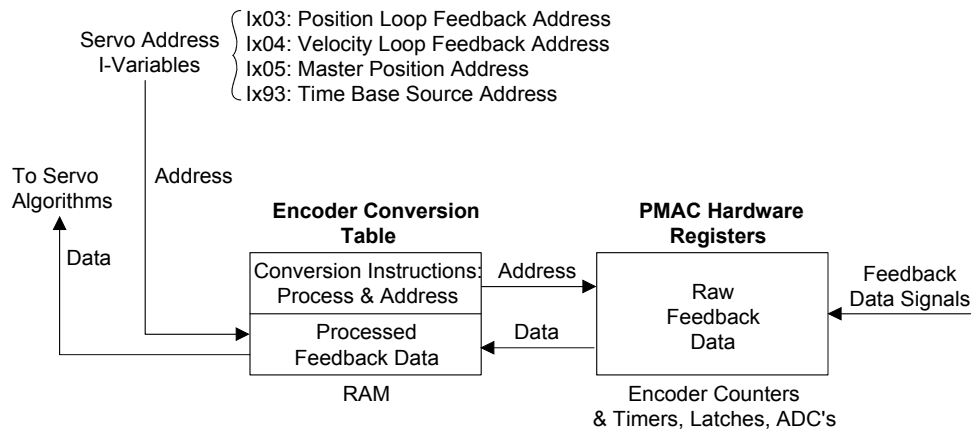 Servo Address
I-Variables
Ix03: Position Loop Feedback Address
Ix04: Velocity Loop Feedback Address
Ix05: Master Position Address
Ix93: Time Base Source Address
To Servo
Algorithms
Address
Data
Encoder Conversion
Table
Conversion Instructions:
Process & Address
Processed
Feedback Data
RAM
Address
Data
PMAC Hardware
Registers
Raw
Feedback
Data
Encoder Counters
& Timers, Latches, ADC's
Feedback
Data Signals